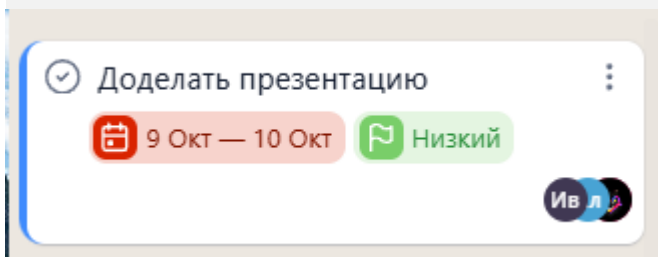 Доделать презентацию
9 Окт — 10 Окт Низкий
Ив л